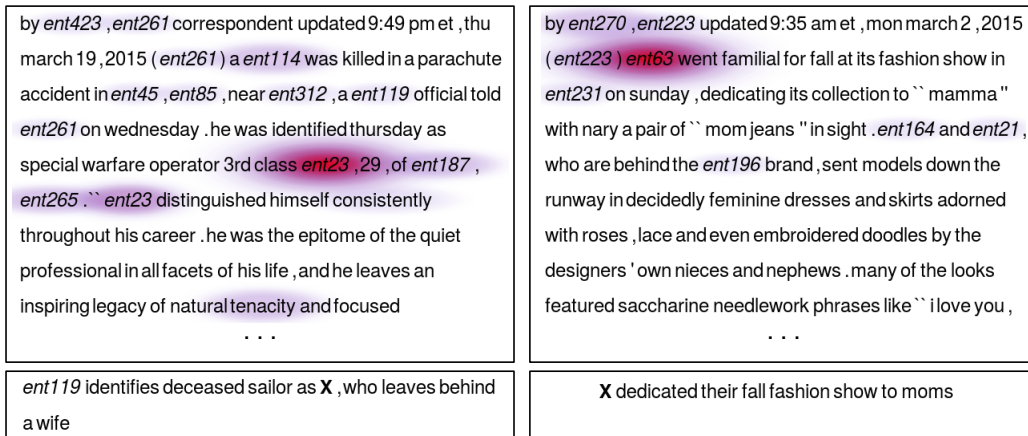 by ent423 ,ent261 correspondent updated 9:49 pm et ,thu
march 19 ,2015 ( ent261 ) a ent114 was killed in a parachute
accident in ent45 ,ent85 ,near ent312 ,a ent119 official told
ent261 on wednesday .he was identified thursday as
special warfare operator 3rd class ent23 ,29 ,of ent187 ,
ent265 .`` ent23 distinguished himself consistently
throughout his career .he was the epitome of the quiet
professional in all facets of his life ,and he leaves an
inspiring legacy of natural tenacity and focused
. . .
ent119 identifies deceased sailor as X ,who leaves behind
a wife
by ent270 ,ent223 updated 9:35 am et ,mon march 2 ,2015
( ent223 ) ent63 went familial for fall at its fashion show in
ent231 on sunday ,dedicating its collection to `` mamma ''
with nary a pair of `` mom jeans '' in sight .ent164 and ent21 ,
who are behind the ent196 brand ,sent models down the
runway in decidedly feminine dresses and skirts adorned
with roses ,lace and even embroidered doodles by the
designers ' own nieces and nephews .many of the looks
featured saccharine needlework phrases like `` i love you ,
. . .
X dedicated their fall fashion show to moms